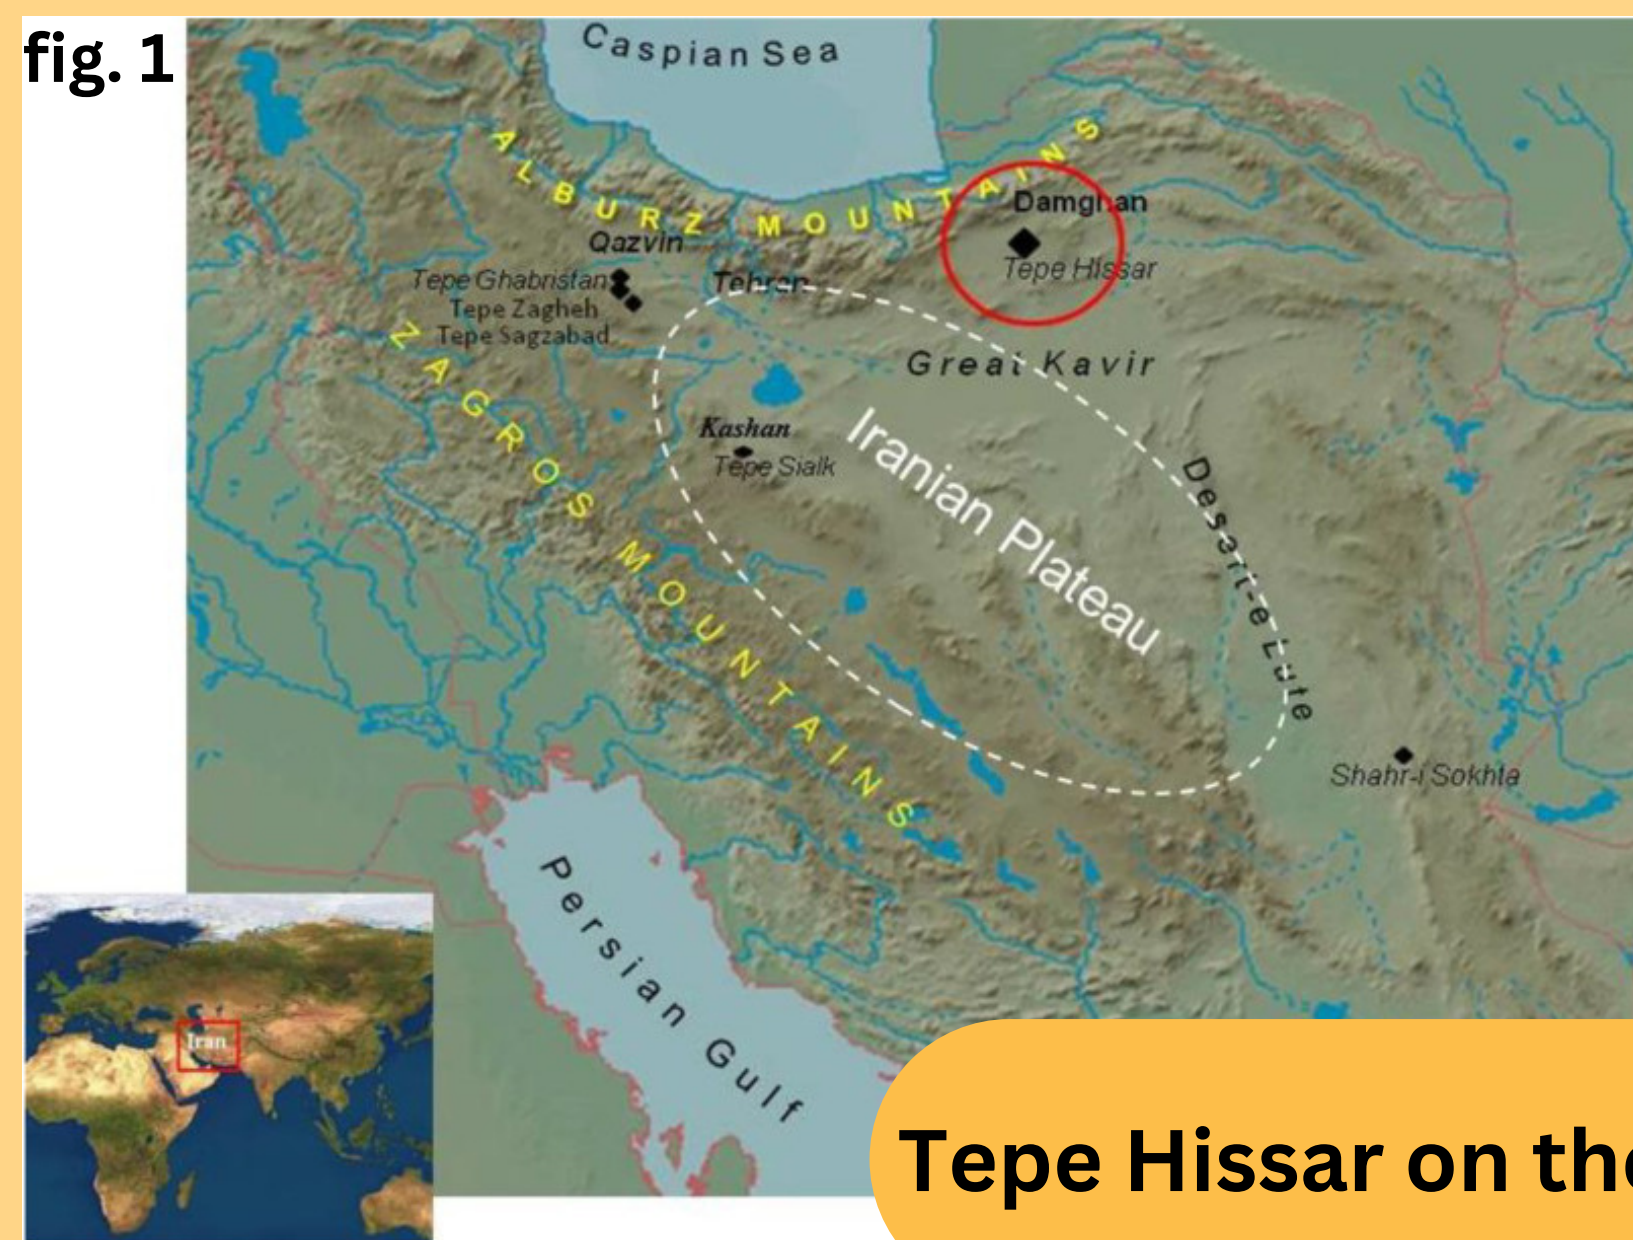 fig. 1
Caspian Sea
ALBURZ MOUNTAINS
Damghan
Tepe Hissar
Qazvin
Tepe Ghabristan
Tepe Zagheh
Tepe Sagzabad
Tehran
ZAGROS MOUNTAINS
Great Kavir
Kashan
Tepe Sialk
Iranian Plateau
Desart-e Lute
Shahr-i Sokhta
Persian Gulf
Iran
Tepe Hissar on the